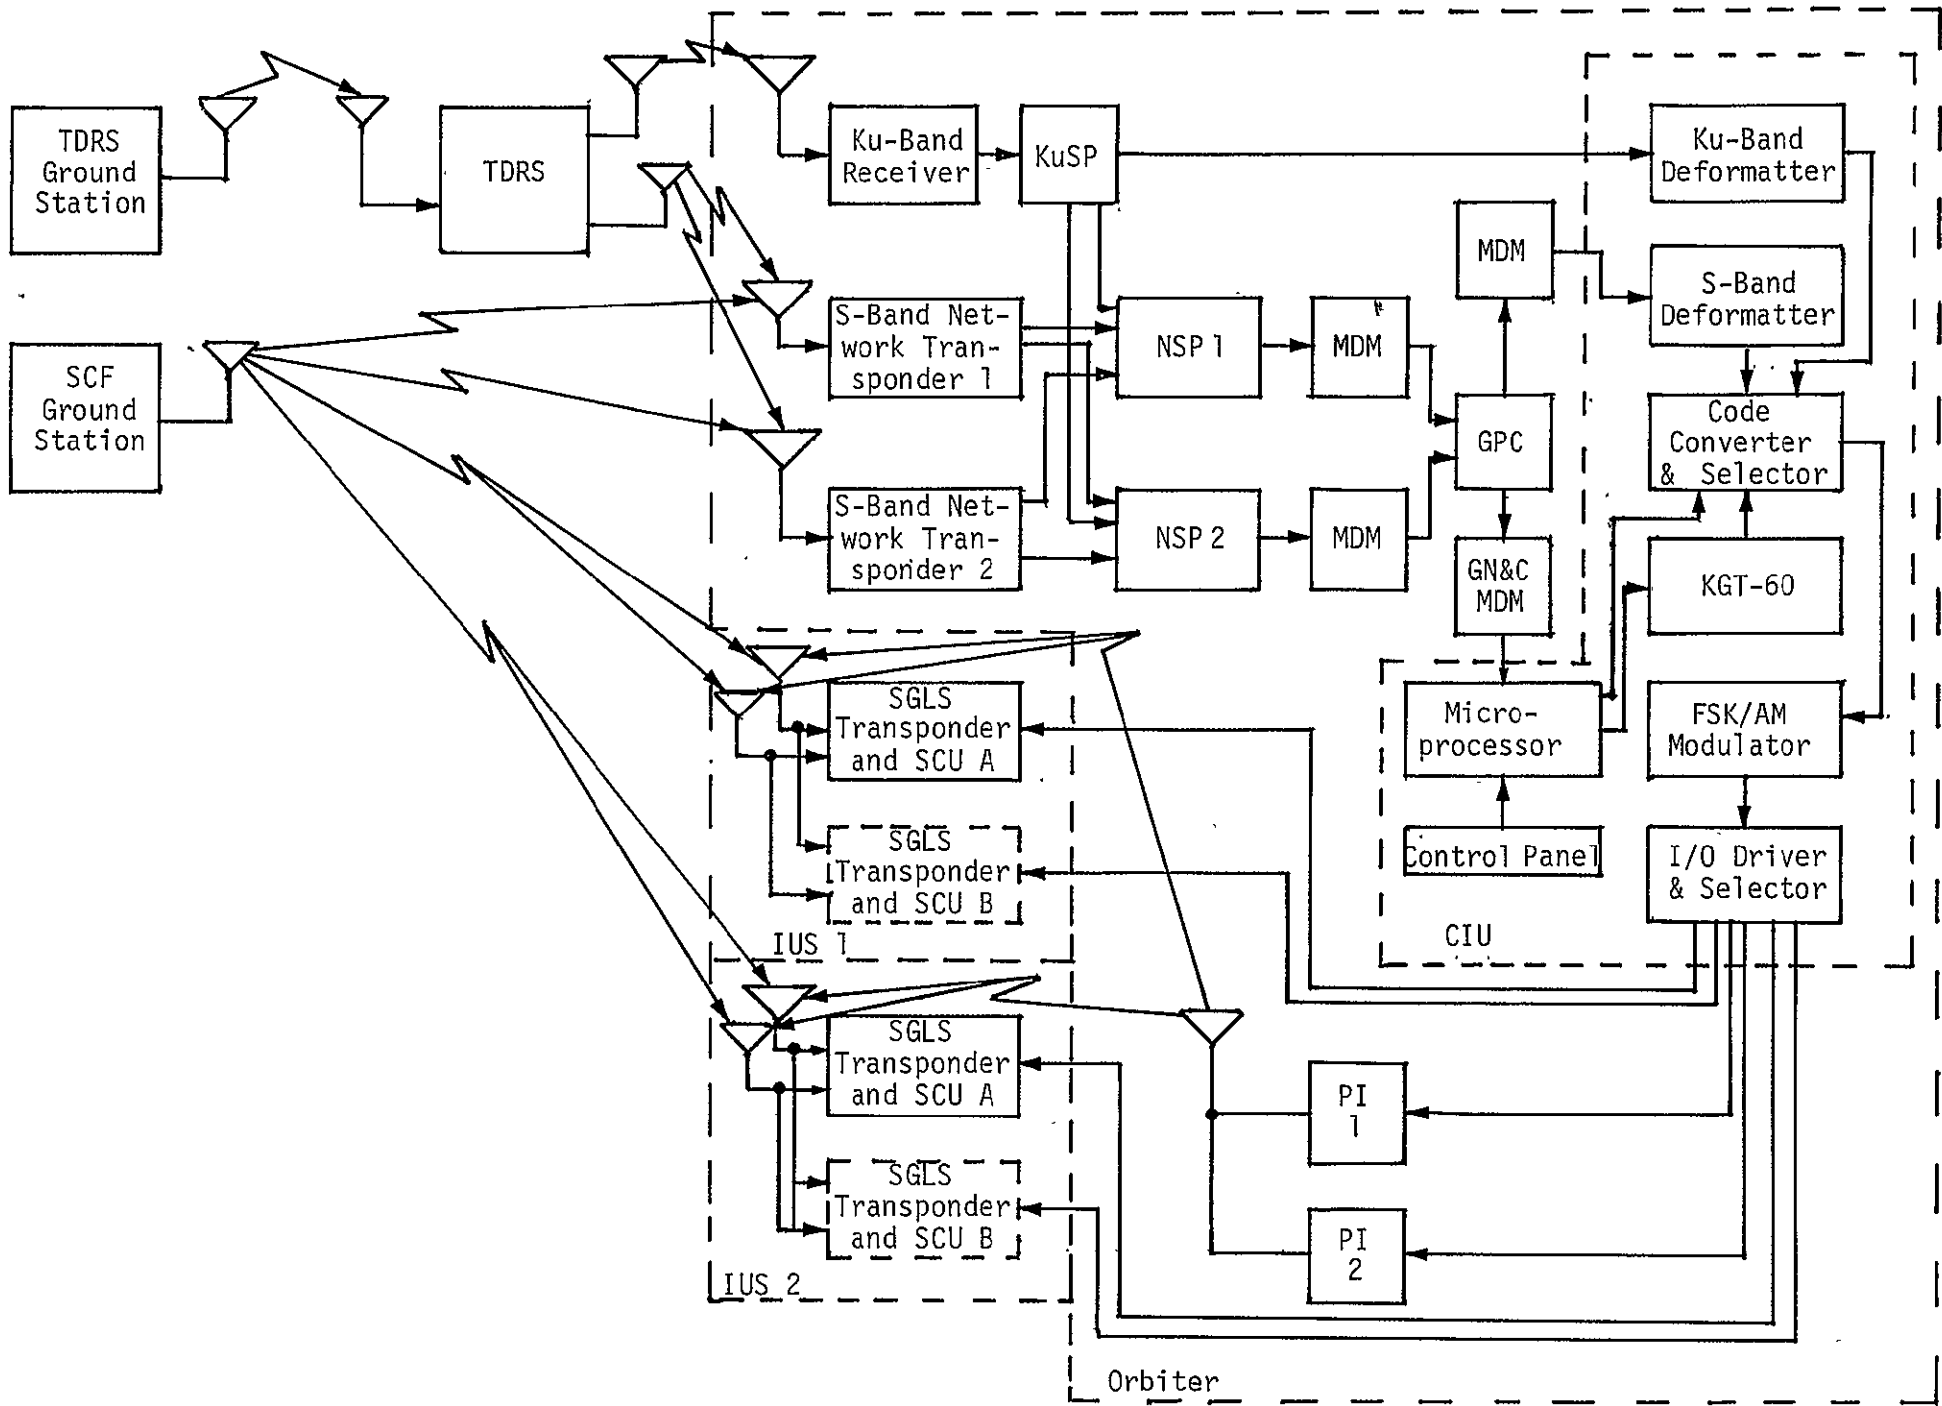 TDRS
Ground
Station
TDRS
Ku-Band
Receiver
KuSP
Ku-Band
Deformatter
MDM
S-Band
Deformatter
SCF
Ground
Station
S-Band Net-
work Tran-
sponder 1
NSP 1
MDM
GPC
Code
Converter
& Selector
S-Band Net-
work Tran-
sponder 2
NSP 2
MDM
GN&C
MDM
KGT-60
SGLS
Transponder
and SCU A
Micro-
processor
FSK/AM
Modulator
SGLS
Transponder
and SCU B
Control Panel
I/O Driver
& Selector
IUS 1
CIU
SGLS
Transponder
and SCU A
PI
1
SGLS
Transponder
and SCU B
PI
2
IUS 2
Orbiter